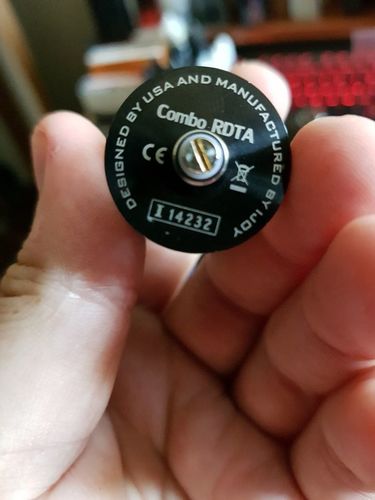 DESIGNED BY USA AND MANUFACTURED BY IJOY
Combo RDTA
CE
I 14232